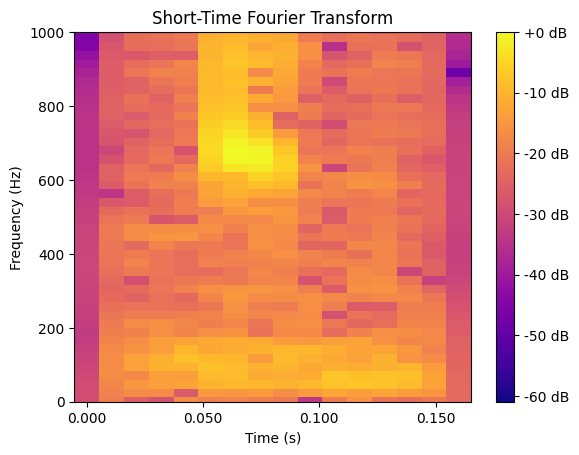 Short-Time Fourier Transform
1000
800
600
400
200
0
Frequency (Hz)
0.000
0.050
0.100
0.150
Time (s)
+0 dB
-10 dB
-20 dB
-30 dB
-40 dB
-50 dB
-60 dB